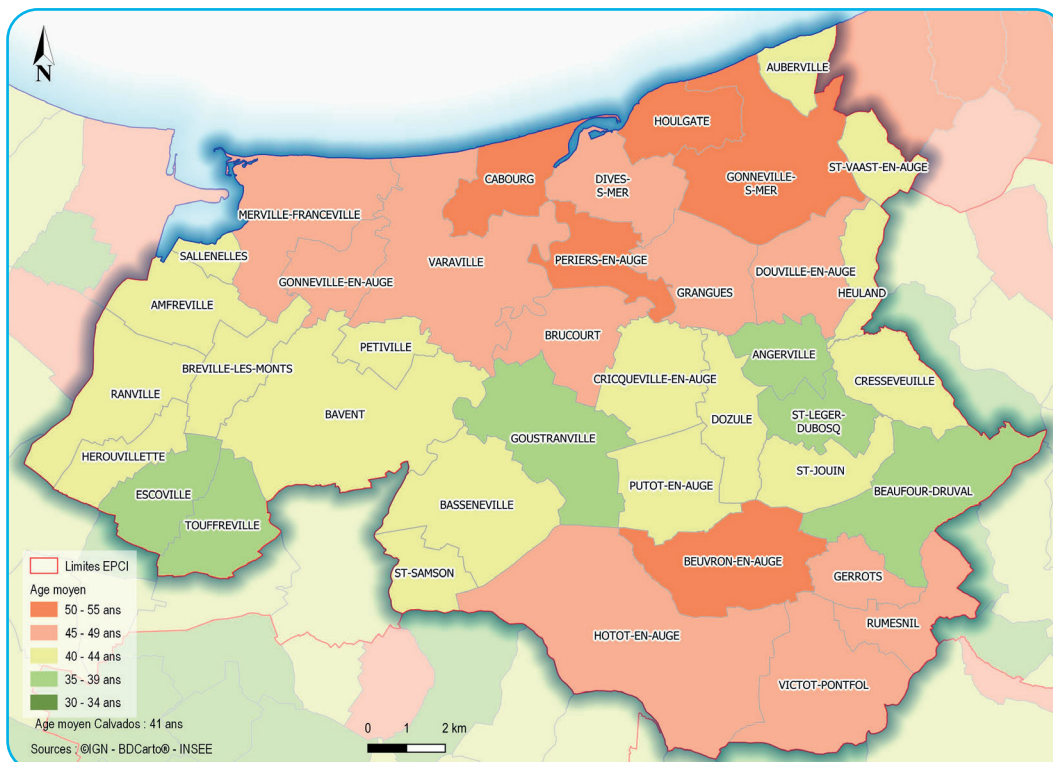 N
AUBERVILLE
HOULGATE
ST-VAAST-EN-AUGE
CABOURG
DIVES-
S-MER
GONNEVILLE-
S-MER
MERVILLE-FRANCEVILLE
SALLENELLES
VARAVILLE
PERIERS-EN-AUGE
DOUVILLE-EN-AUGE
GONNEVILLE-EN-AUGE
GRANGUES
HEULAND
AMFREVILLE
BRUCOURT
PETIVILLE
ANGERVILLE
BREVILLE-LES-MONTS
CRICQUEVILLE-EN-AUGE
CRESSEVEUILLE
RANVILLE
BAVENT
DOZULE
ST-LEGER-
DUBOSQ
GOUSTRANVILLE
HEROUVILLETTE
ST-JOUIN
ESCOVILLE
PUTOT-EN-AUGE
BEAUFOUR-DRUVAL
BASSENEVILLE
TOUFFREVILLE
BEUVRON-EN-AUGE
ST-SAMSON
GERROTS
RUMESNIL
HOTOT-EN-AUGE
VICTOT-PONTFOL
Limites EPCI
Age moyen
50 - 55 ans
45 - 49 ans
40 - 44 ans
35 - 39 ans
30 - 34 ans
Age moyen Calvados : 41 ans
Sources : ©IGN - BDCarto® - INSEE
0 1 2 km